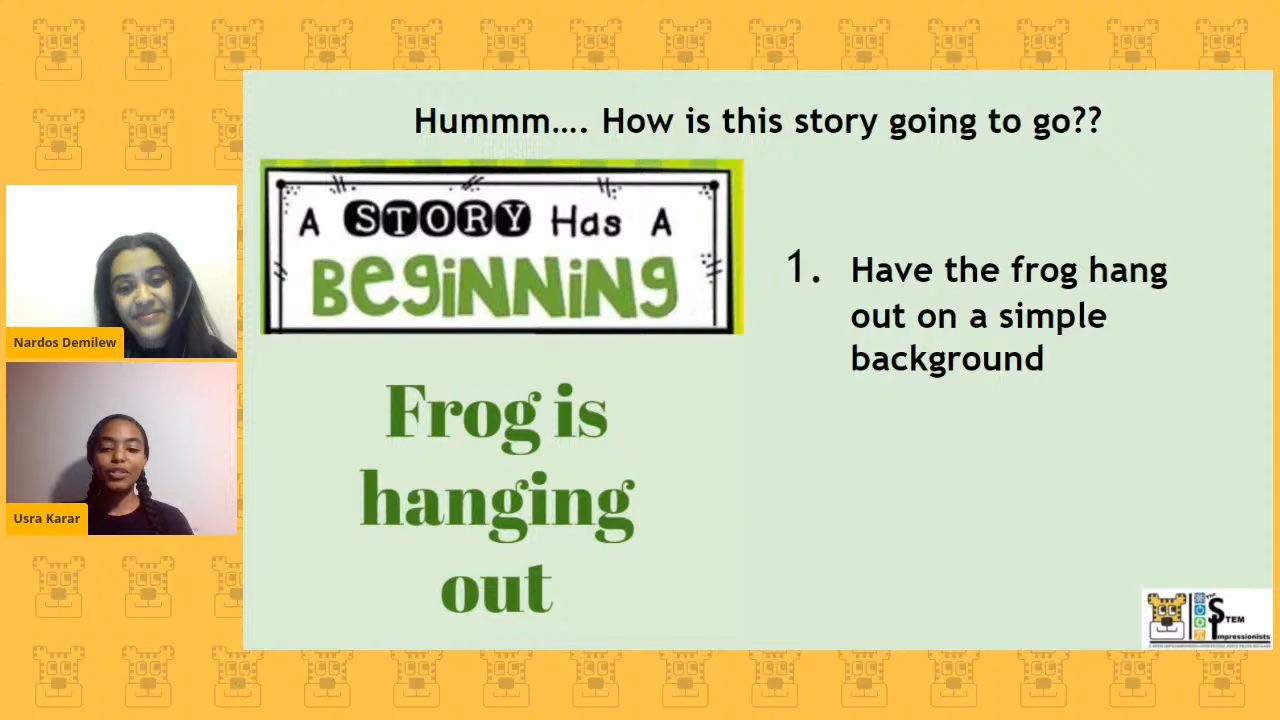 Hummm.... How is this story going to go??
A STORY Has A
BEGINNING
Frog is
hanging
out
1. Have the frog hang
out on a simple
background
Nardos Demilew
Usra Karar
The
STEM
Impressionists